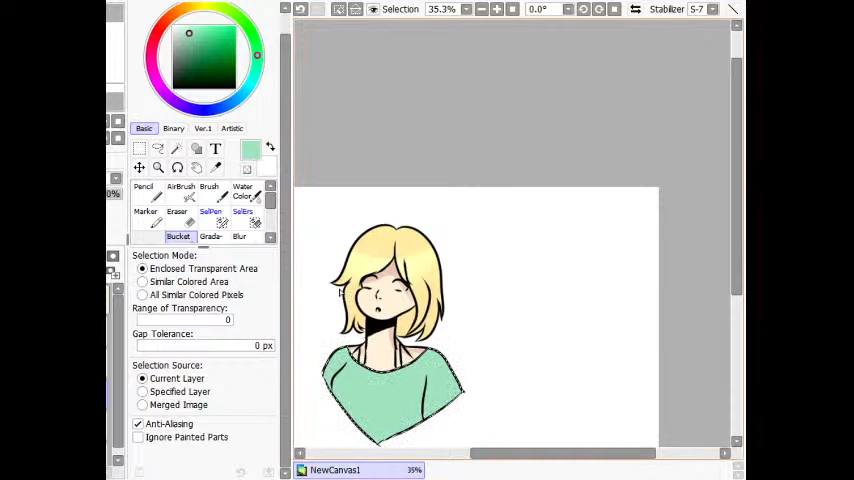 Selection 35.3% 0.0° Stabilizer S-7
Basic Binary Ver.1 Artistic
T
Pencil AirBrush Brush Water Color
Marker Eraser SelPen SelErs
Bucket Grada- Blur
0%
Selection Mode:
Enclosed Transparent Area
Similar Colored Area
All Similar Colored Pixels
Range of Transparency:
0
Gap Tolerance:
0 px
Selection Source:
Current Layer
Specified Layer
Merged Image
Anti-Aliasing
Ignore Painted Parts
NewCanvas1 35%